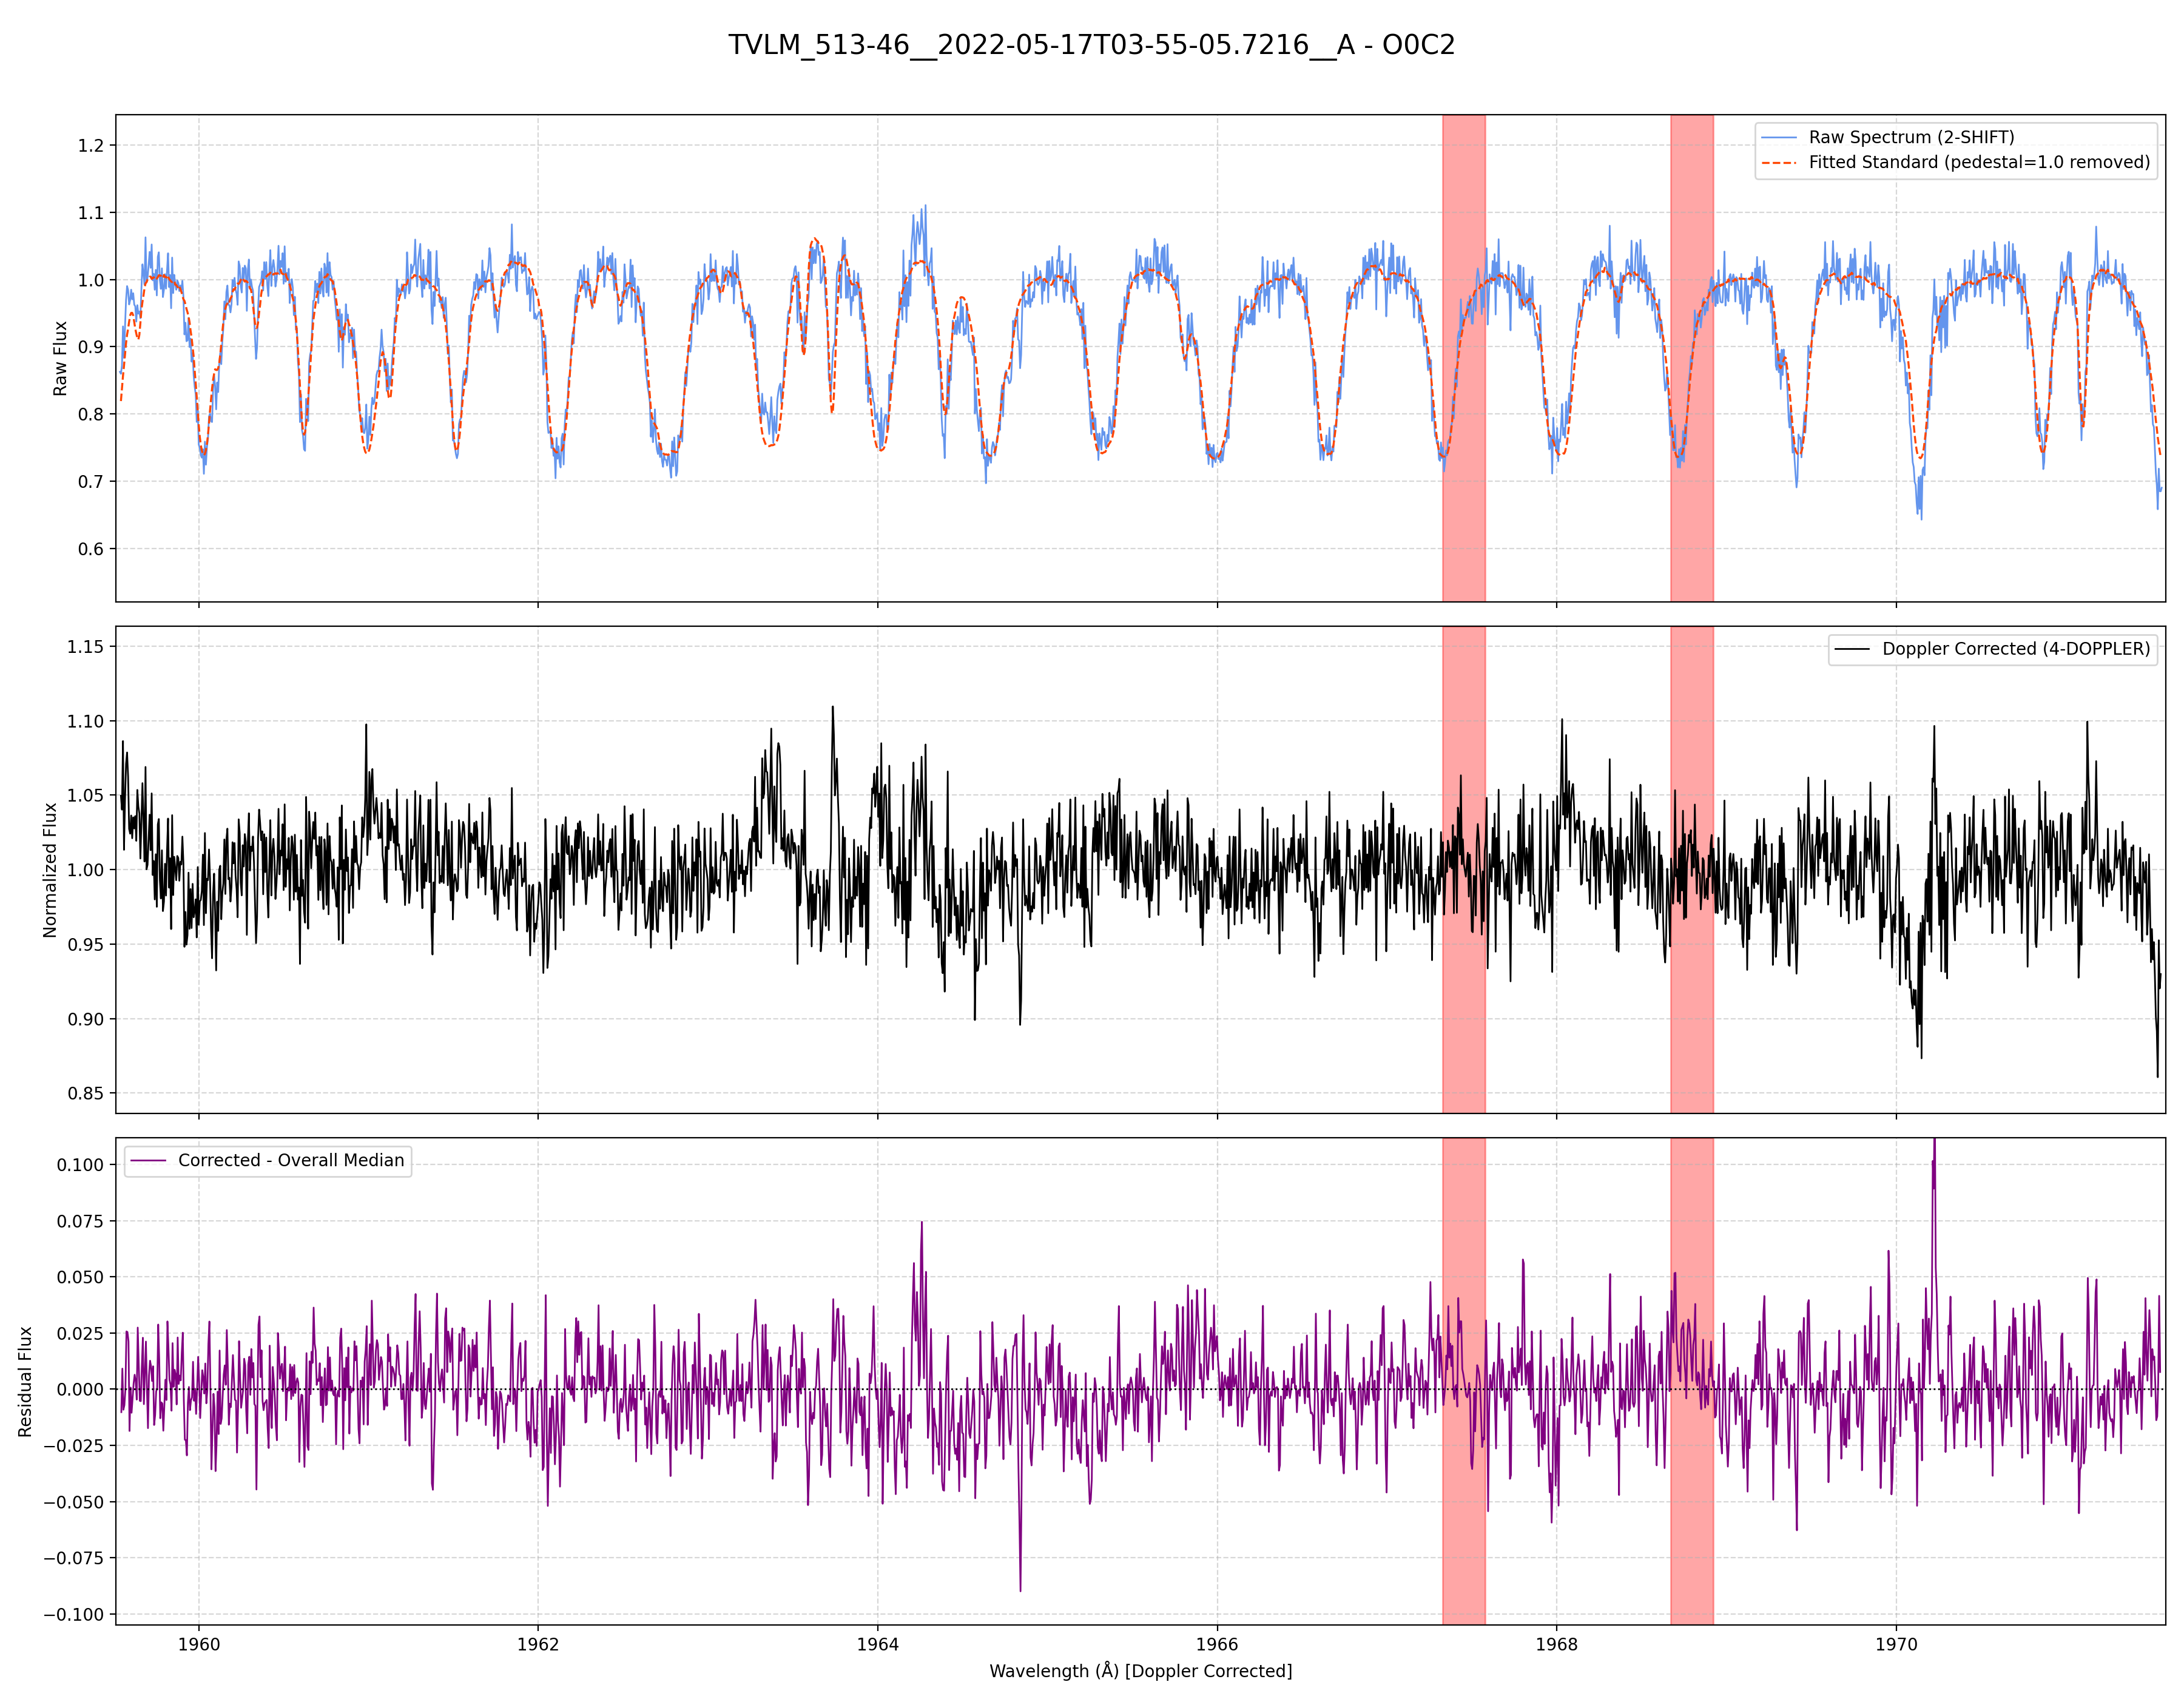 TVLM_513-46__2022-05-17T03-55-05.7216__A - O0C2
Raw Flux
1.2
1.1
1.0
0.9
0.8
0.7
0.6
Raw Spectrum (2-SHIFT)
Fitted Standard (pedestal=1.0 removed)
Normalized Flux
1.15
1.10
1.05
1.00
0.95
0.90
0.85
Doppler Corrected (4-DOPPLER)
Residual Flux
0.100
0.075
0.050
0.025
0.000
−0.025
−0.050
−0.075
−0.100
Corrected - Overall Median
1960 1962 1964 1966 1968 1970
Wavelength (Å) [Doppler Corrected]